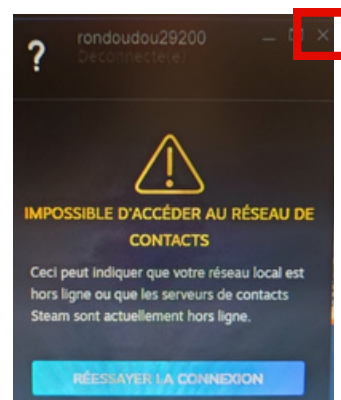 ?
rondoudou29200
Déconnecté(e)
IMPOSSIBLE D'ACCÉDER AU RÉSEAU DE
CONTACTS
Ceci peut indiquer que votre réseau local est
hors ligne ou que les serveurs de contacts
Steam sont actuellement hors ligne.
RÉESSAYER LA CONNEXION